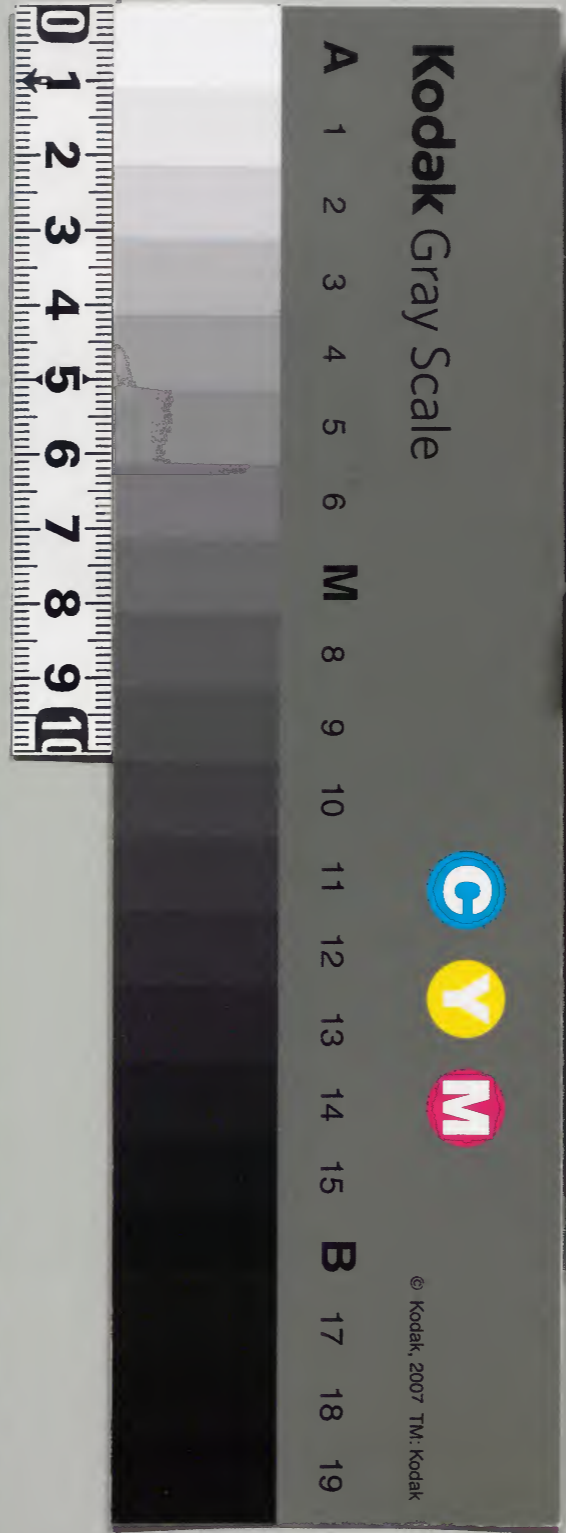 Kodak Gray Scale
C Y M
© Kodak, 2007 TM: Kodak
A 1 2 3 4 5 6 M 8 9 10 11 12 13 14 15 B 17 18 19
0 1 2 3 4 5 6 7 8 9 10